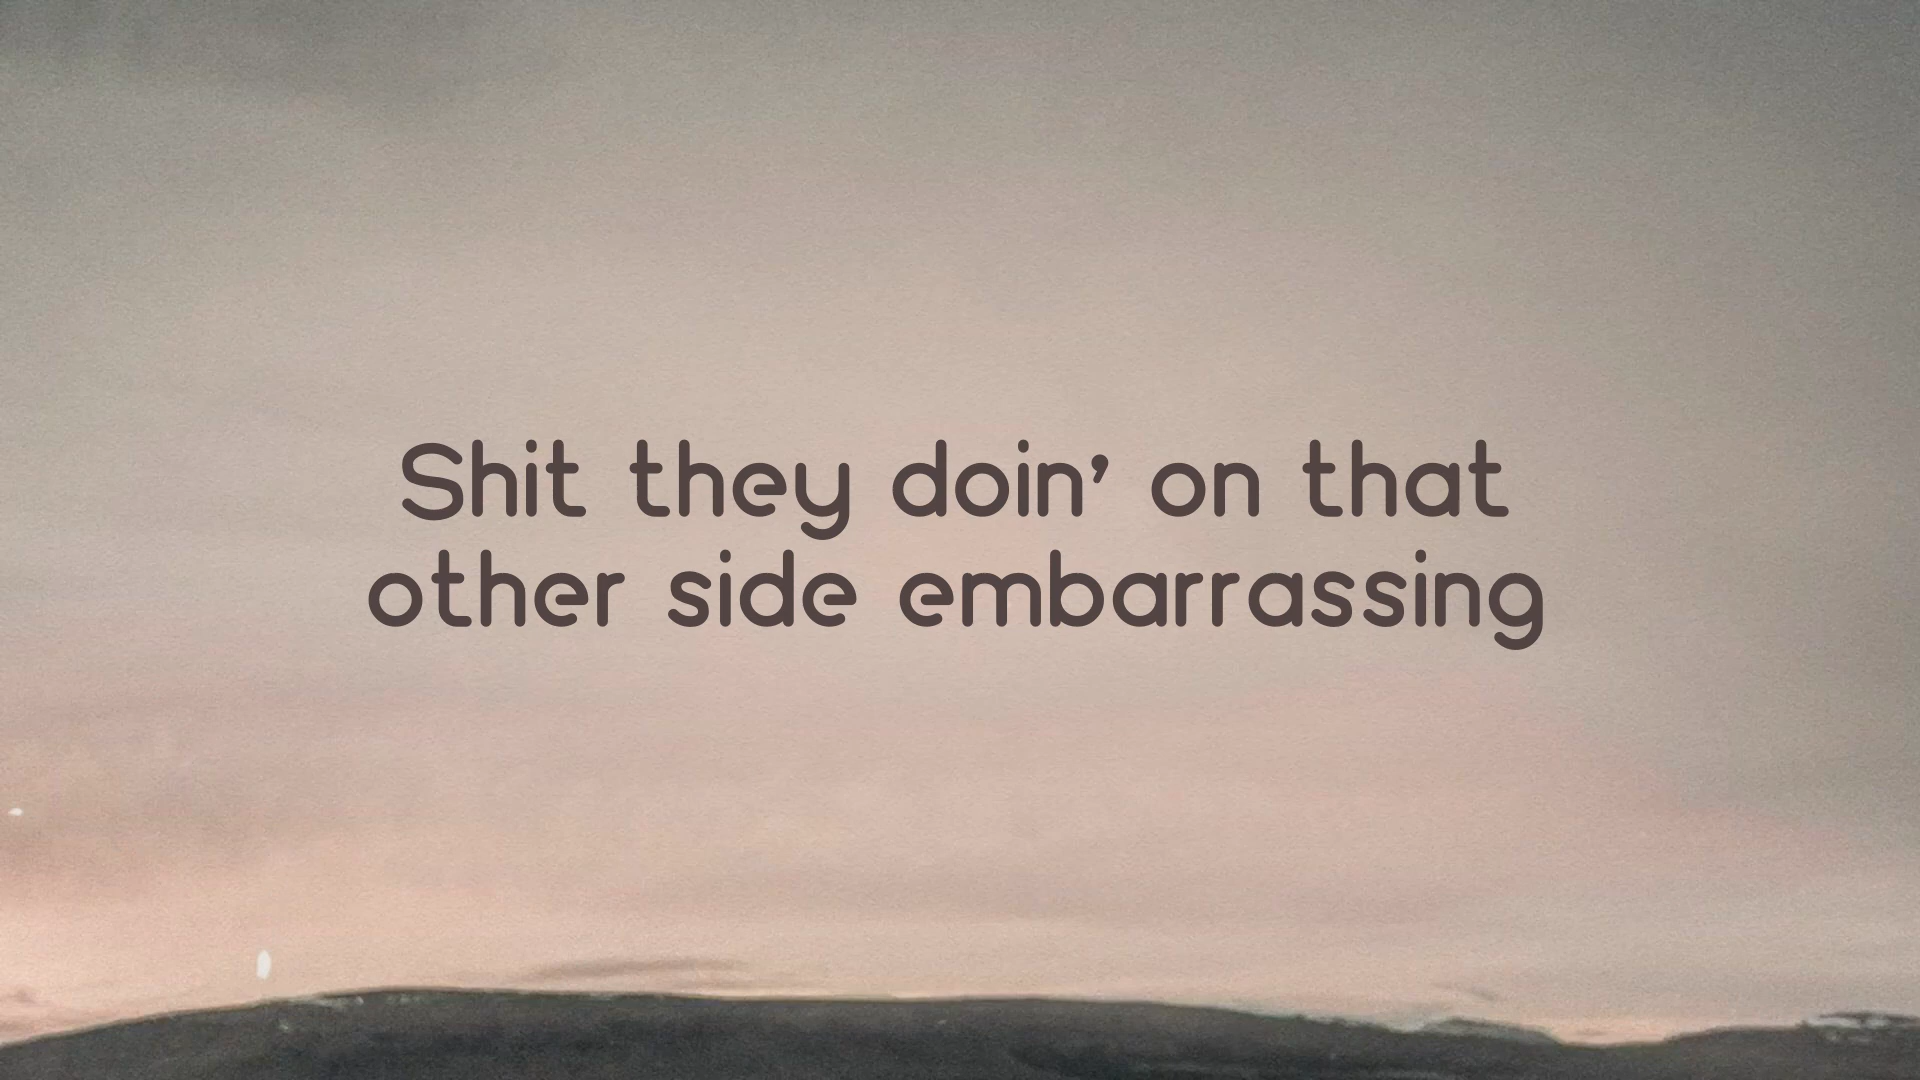 Shit they doin’ on that
other side embarrassing